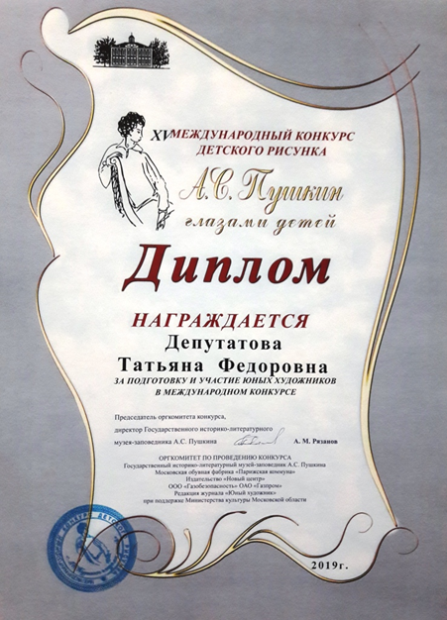 XV МЕЖДУНАРОДНЫЙ КОНКУРС
ДЕТСКОГО РИСУНКА
А.С. Пушкин
глазами детей
Диплом
НАГРАЖДАЕТСЯ
Депутатова
Татьяна Федоровна
ЗА ПОДГОТОВКУ И УЧАСТИЕ ЮНЫХ ХУДОЖНИКОВ
В МЕЖДУНАРОДНОМ КОНКУРСЕ
Председатель оргкомитета конкурса,
директор Государственного историко-литературного
музея-заповедника А.С. Пушкина А. М. Рязанов
ОРГКОМИТЕТ ПО ПРОВЕДЕНИЮ КОНКУРСА
Государственный историко-литературный музей-заповедник А.С. Пушкина
Московская обувная фабрика «Парижская коммуна»
Издательство «Новый центр»
ООО «Газобезопасность» ОАО «Газпром»
Редакция журнала «Юный художник»
при поддержке Министерства культуры Московской области
2019г.